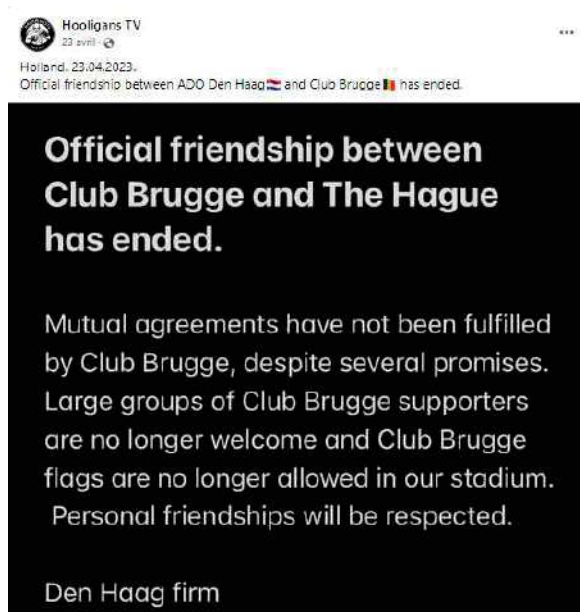 Hooligans TV
23 avril
Holland. 23.04.2023.
Official friendship between ADO Den Haag🇳🇱 and Club Brugge🇧🇪 has ended.
Official friendship between
Club Brugge and The Hague
has ended.
Mutual agreements have not been fulfilled
by Club Brugge, despite several promises.
Large groups of Club Brugge supporters
are no longer welcome and Club Brugge
flags are no longer allowed in our stadium.
Personal friendships will be respected.
Den Haag firm